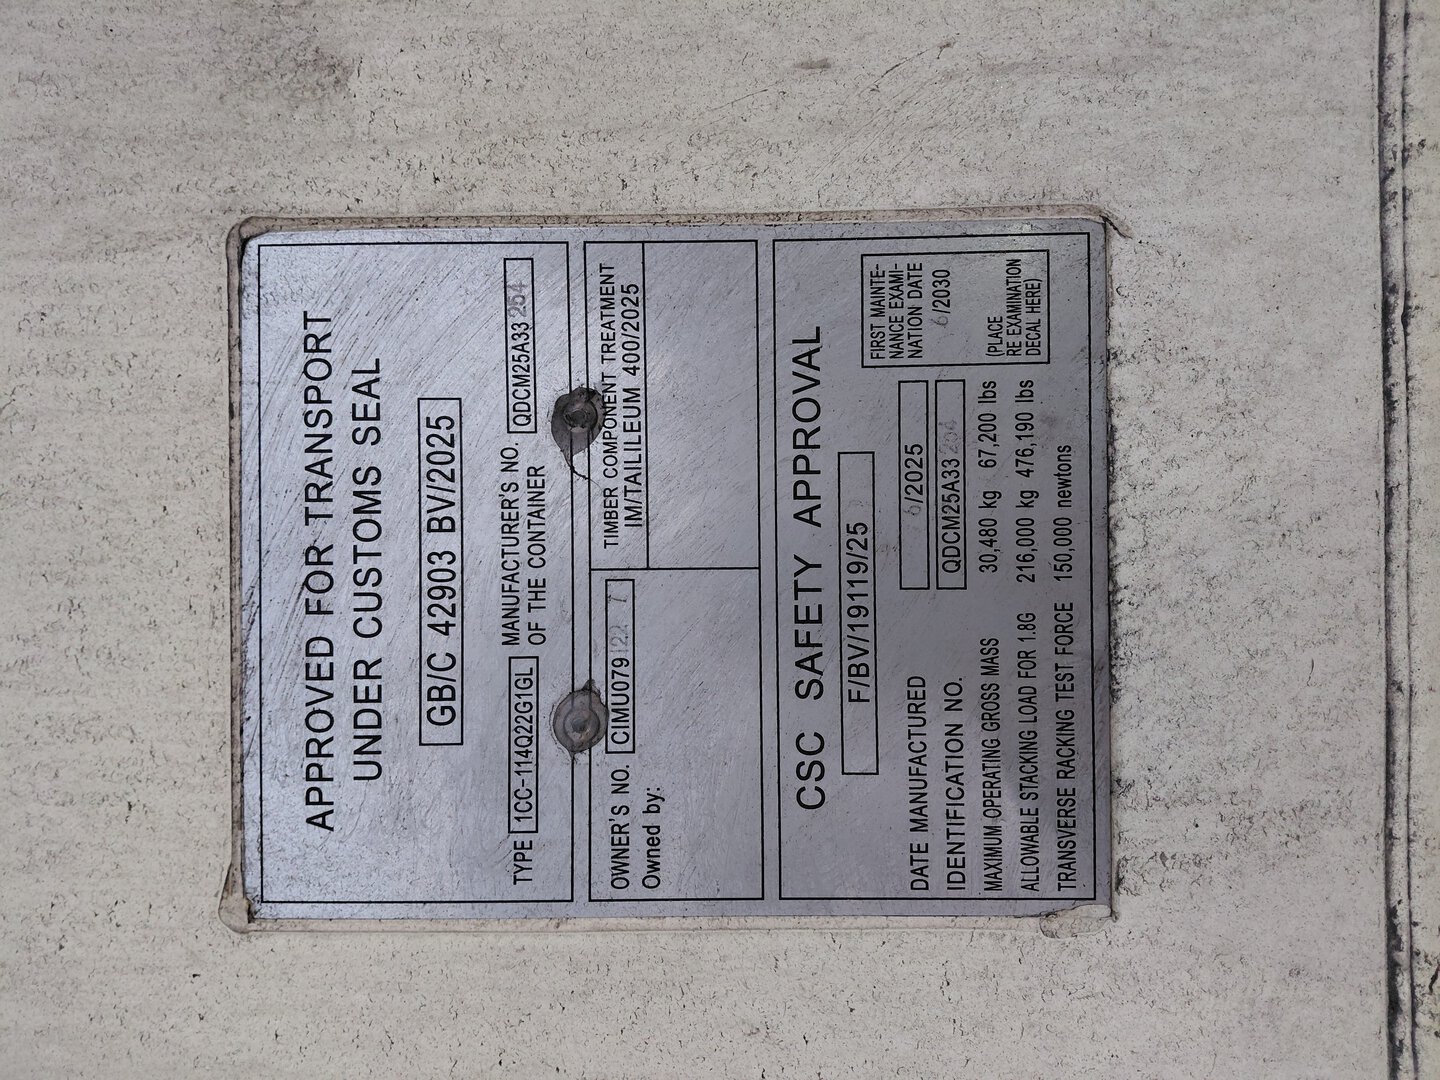 APPROVED FOR TRANSPORT
UNDER CUSTOMS SEAL
GB/C 42903 BV/2025
TYPE 1CC-114Q22G1GL MANUFACTURER'S NO. OF THE CONTAINER QDCM25A33
OWNER'S NO. CIMU079
Owned by:
TIMBER COMPONENT TREATMENT
IM/TAILILEUM 400/2025
CSC SAFETY APPROVAL
F/BV/19119/25
DATE MANUFACTURED 6/2025
IDENTIFICATION NO. QDCM25A33
MAXIMUM OPERATING GROSS MASS 30,480 kg 67,200 lbs
ALLOWABLE STACKING LOAD FOR 1.8G 216,000 kg 476,190 lbs
TRANSVERSE RACKING TEST FORCE 150,000 newtons
FIRST MAINTE-
NANCE EXAMI-
NATION DATE
6/2030
(PLACE
RE EXAMINATION
DECAL HERE)